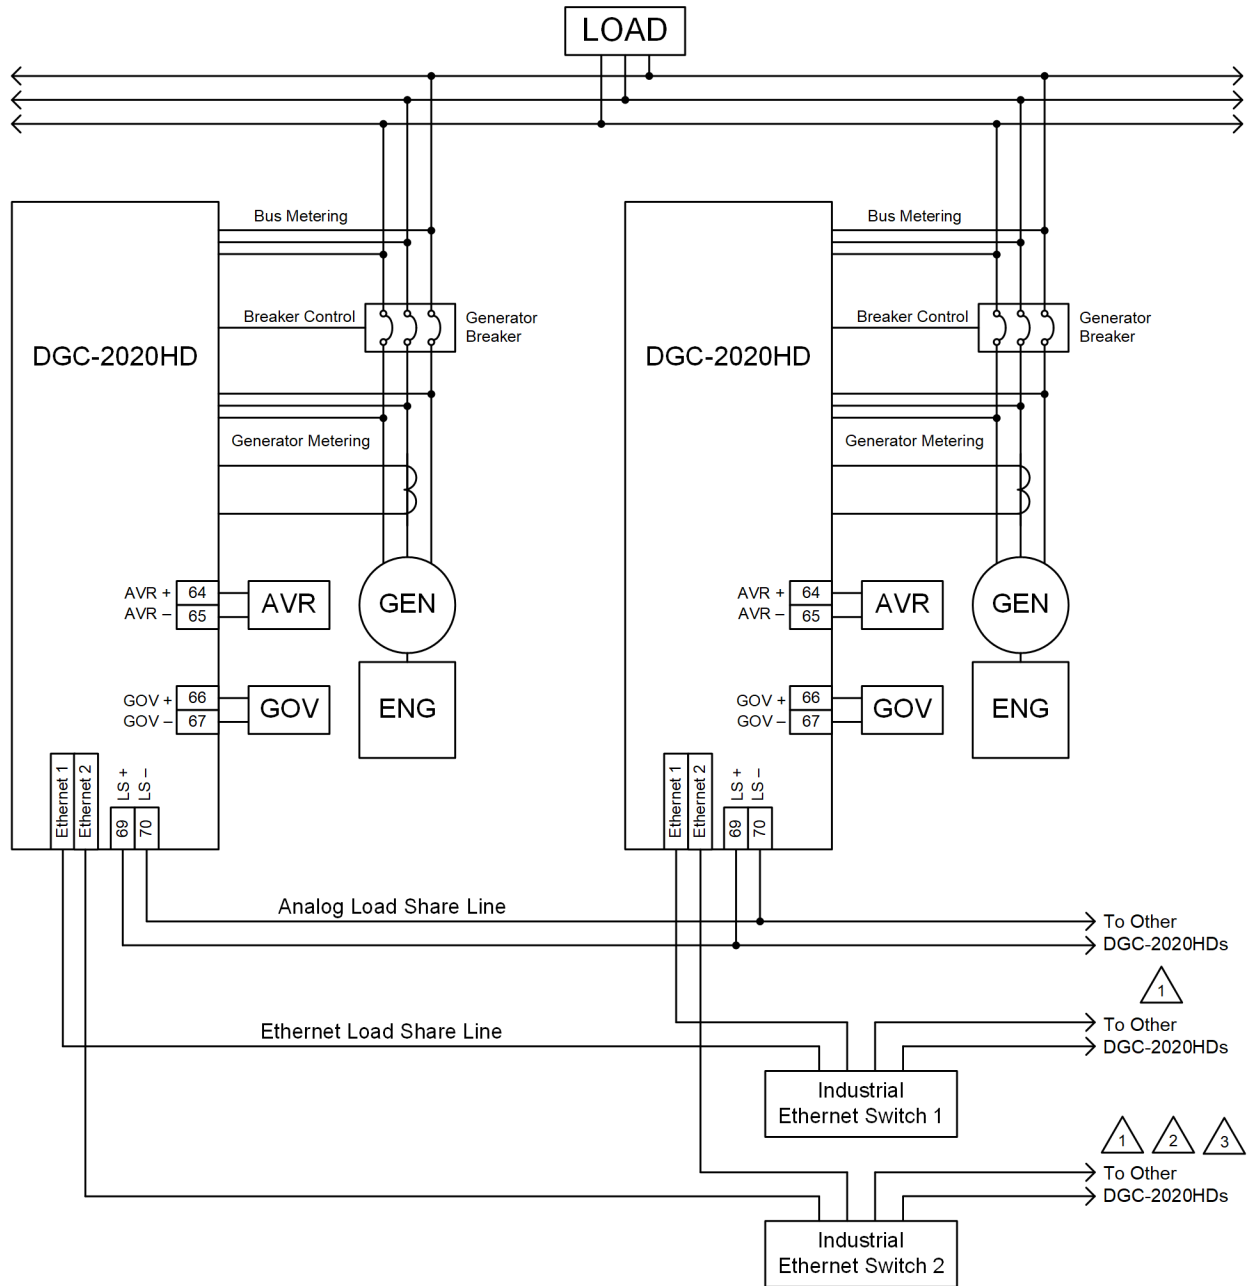 LOAD
Bus Metering
Bus Metering
Breaker Control
Generator
Breaker
Breaker Control
Generator
Breaker
DGC-2020HD
DGC-2020HD
Generator Metering
Generator Metering
AVR + 64
AVR – 65
AVR
GEN
AVR + 64
AVR – 65
AVR
GEN
GOV + 66
GOV – 67
GOV
ENG
GOV + 66
GOV – 67
GOV
ENG
Ethernet 1
Ethernet 2
LS +
LS –
69
70
Ethernet 1
Ethernet 2
LS +
LS –
69
70
Analog Load Share Line
To Other
DGC-2020HDs
1
Ethernet Load Share Line
To Other
DGC-2020HDs
Industrial
Ethernet Switch 1
1 2 3
To Other
DGC-2020HDs
Industrial
Ethernet Switch 2